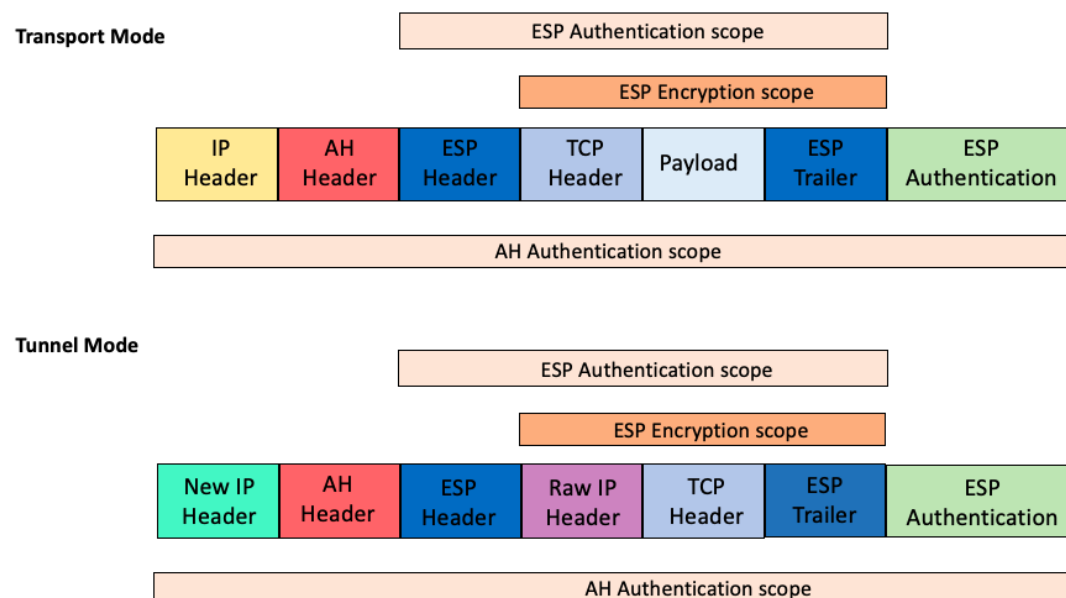 Transport Mode
ESP Authentication scope
ESP Encryption scope
IP Header
AH Header
ESP Header
TCP Header
Payload
ESP Trailer
ESP Authentication
AH Authentication scope
Tunnel Mode
ESP Authentication scope
ESP Encryption scope
New IP Header
AH Header
ESP Header
Raw IP Header
TCP Header
ESP Trailer
ESP Authentication
AH Authentication scope